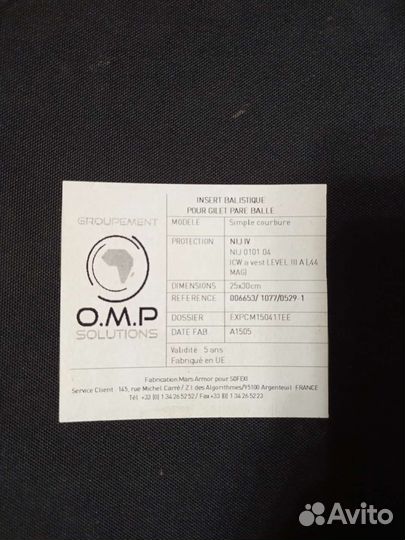 GROUPEMENT
O.M.P
SOLUTIONS
INSERT BALISTIQUE
POUR GILET PARE BALLE
MODELE Simple courbure
PROTECTION NIJ IV
NIJ 0101 04
(ICW a vest LEVEL III A (.44
MAG)
DIMENSIONS 25x30cm
REFERENCE 006653/ 1077/0529-1
DOSSIER EXPCMT5041TEE
DATE FAB. A1505
Validité : 5 ans
Fabriqué en UE
Fabrication Mars Armor pour SOFEXI
Service Client : 145, rue Michel Carré / Z.I. des Algorithmes/95100 Argenteuil FRANCE
Tél. +33 (0) 1 34 26 52 52 / Fax +33 (0) 1 34 26 52 23
Avito